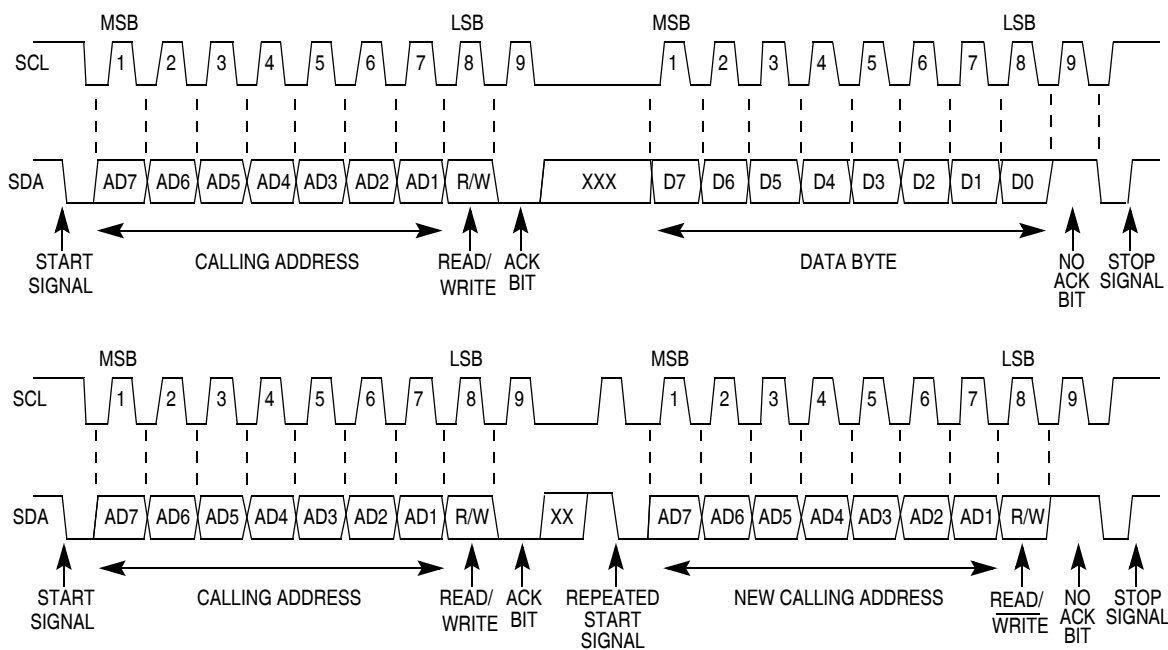 MSB LSB MSB LSB
SCL 1 2 3 4 5 6 7 8 9 1 2 3 4 5 6 7 8 9
SDA AD7 AD6 AD5 AD4 AD3 AD2 AD1 R/W XXX D7 D6 D5 D4 D3 D2 D1 D0
START SIGNAL
CALLING ADDRESS
READ/
WRITE
ACK
BIT
DATA BYTE
NO
ACK
BIT
STOP
SIGNAL
MSB LSB MSB LSB
SCL 1 2 3 4 5 6 7 8 9 1 2 3 4 5 6 7 8 9
SDA AD7 AD6 AD5 AD4 AD3 AD2 AD1 R/W XX AD7 AD6 AD5 AD4 AD3 AD2 AD1 R/W
START
SIGNAL
CALLING ADDRESS
READ/
WRITE
ACK
BIT
REPEATED
START
SIGNAL
NEW CALLING ADDRESS
READ/
WRITE
NO
ACK
BIT
STOP
SIGNAL